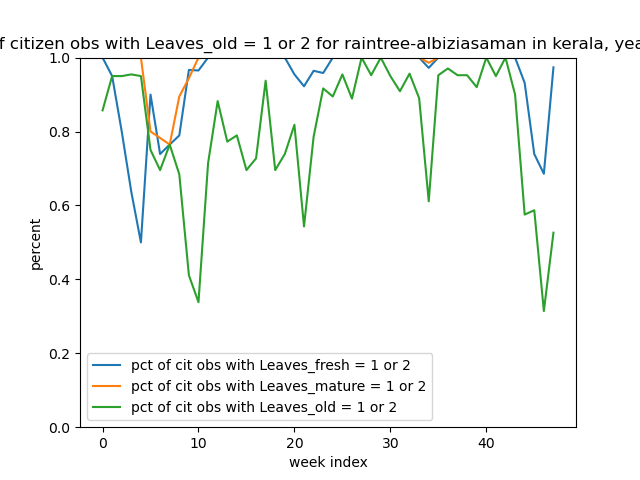 f citizen obs with Leaves_old = 1 or 2 for raintree-albiziasaman in kerala, yea
1.0
0.8
0.6
0.4
0.2
0.0
percent
0 10 20 30 40
week index
pct of cit obs with Leaves_fresh = 1 or 2
pct of cit obs with Leaves_mature = 1 or 2
pct of cit obs with Leaves_old = 1 or 2